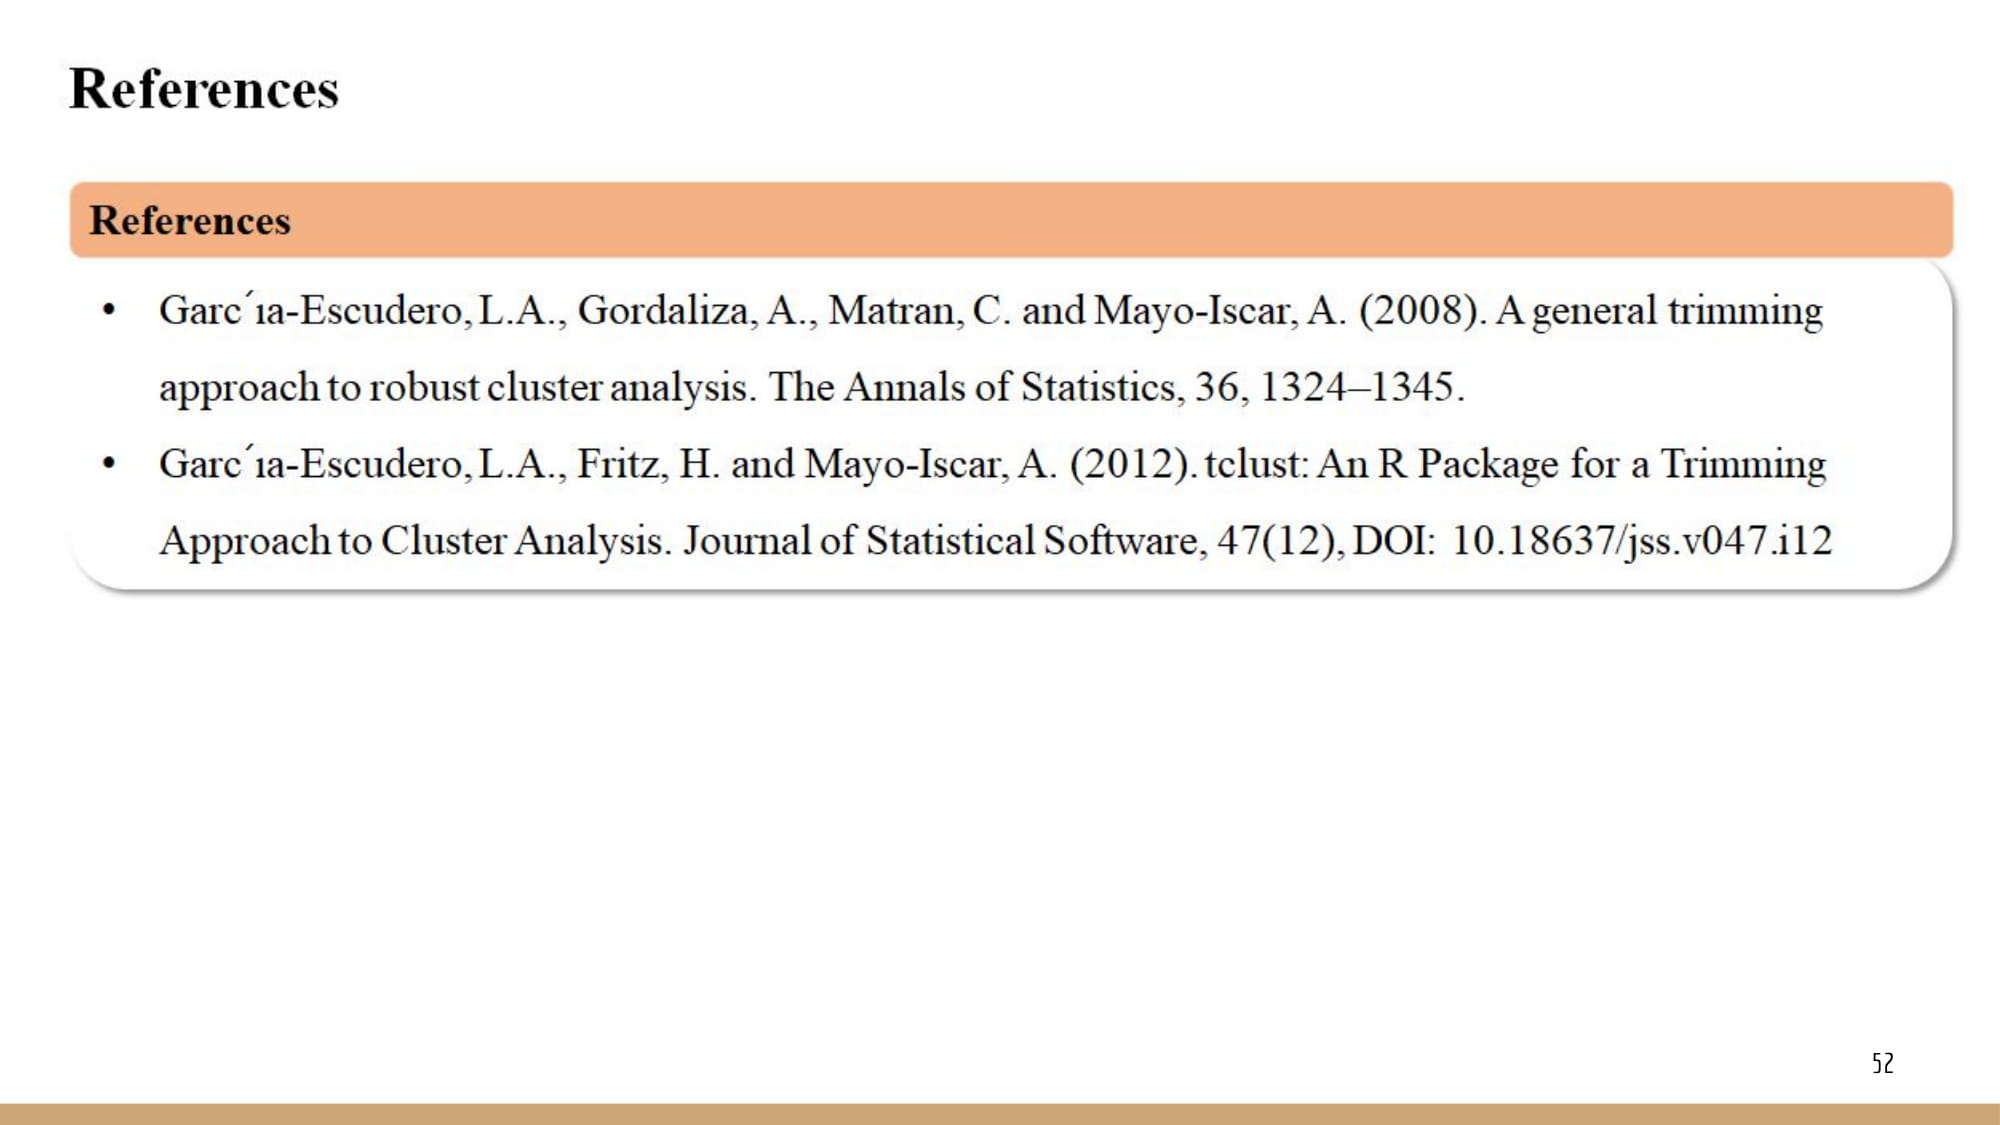 References
References
• Garc´ıa-Escudero, L.A., Gordaliza, A., Matran, C. and Mayo-Iscar, A. (2008). A general trimming
approach to robust cluster analysis. The Annals of Statistics, 36, 1324–1345.
• Garc´ıa-Escudero, L.A., Fritz, H. and Mayo-Iscar, A. (2012). tclust: An R Package for a Trimming
Approach to Cluster Analysis. Journal of Statistical Software, 47(12), DOI: 10.18637/jss.v047.i12
52